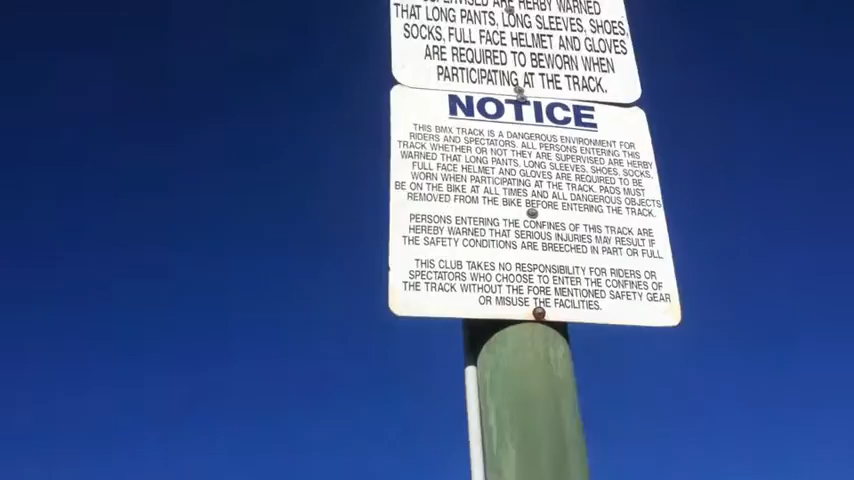 SUPERVISED ARE HERBY WARNED
THAT LONG PANTS, LONG SLEEVES, SHOES,
SOCKS, FULL FACE HELMET AND GLOVES
ARE REQUIRED TO BEWORN WHEN
PARTICIPATING AT THE TRACK.
NOTICE
THIS BMX TRACK IS A DANGEROUS ENVIRONMENT FOR
RIDERS AND SPECTATORS. ALL PERSONS ENTERING THIS
TRACK WHETHER OR NOT THEY ARE SUPERVISED ARE HERBY
WARNED THAT LONG PANTS, LONG SLEEVES, SHOES, SOCKS,
FULL FACE HELMET AND GLOVES ARE REQUIRED TO BE
WORN WHEN PARTICIPATING AT THE TRACK. PADS MUST
BE ON THE BIKE AT ALL TIMES AND ALL DANGEROUS OBJECTS
REMOVED FROM THE BIKE BEFORE ENTERING THE TRACK.
PERSONS ENTERING THE CONFINES OF THIS TRACK ARE
HEREBY WARNED THAT SERIOUS INJURIES MAY RESULT IF
THE SAFETY CONDITIONS ARE BREECHED IN PART OR FULL
THIS CLUB TAKES NO RESPONSIBILITY FOR RIDERS OR
SPECTATORS WHO CHOOSE TO ENTER THE CONFINES OF
THE TRACK WITHOUT THE FORE MENTIONED SAFETY GEAR
OR MISUSE THE FACILITIES.